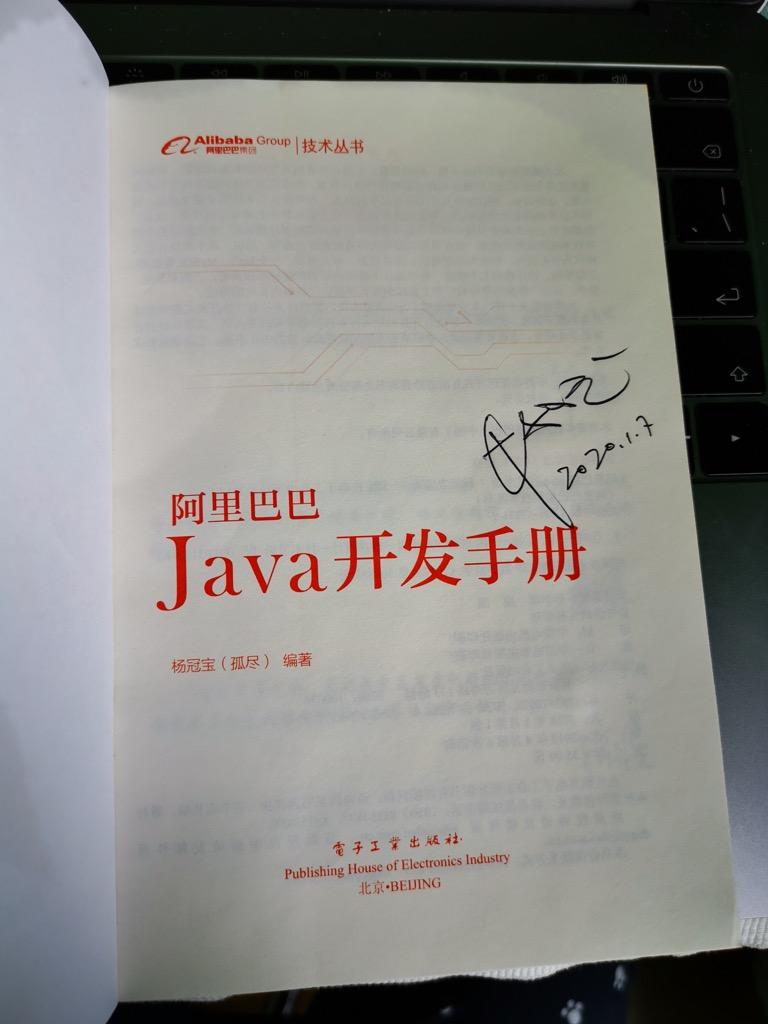 Alibaba Group
阿里巴巴集团
技术丛书
2020.1.7
阿里巴巴
Java开发手册
杨冠宝（孤尽） 编著
電子工業出版社
Publishing House of Electronics Industry
北京•BEIJING